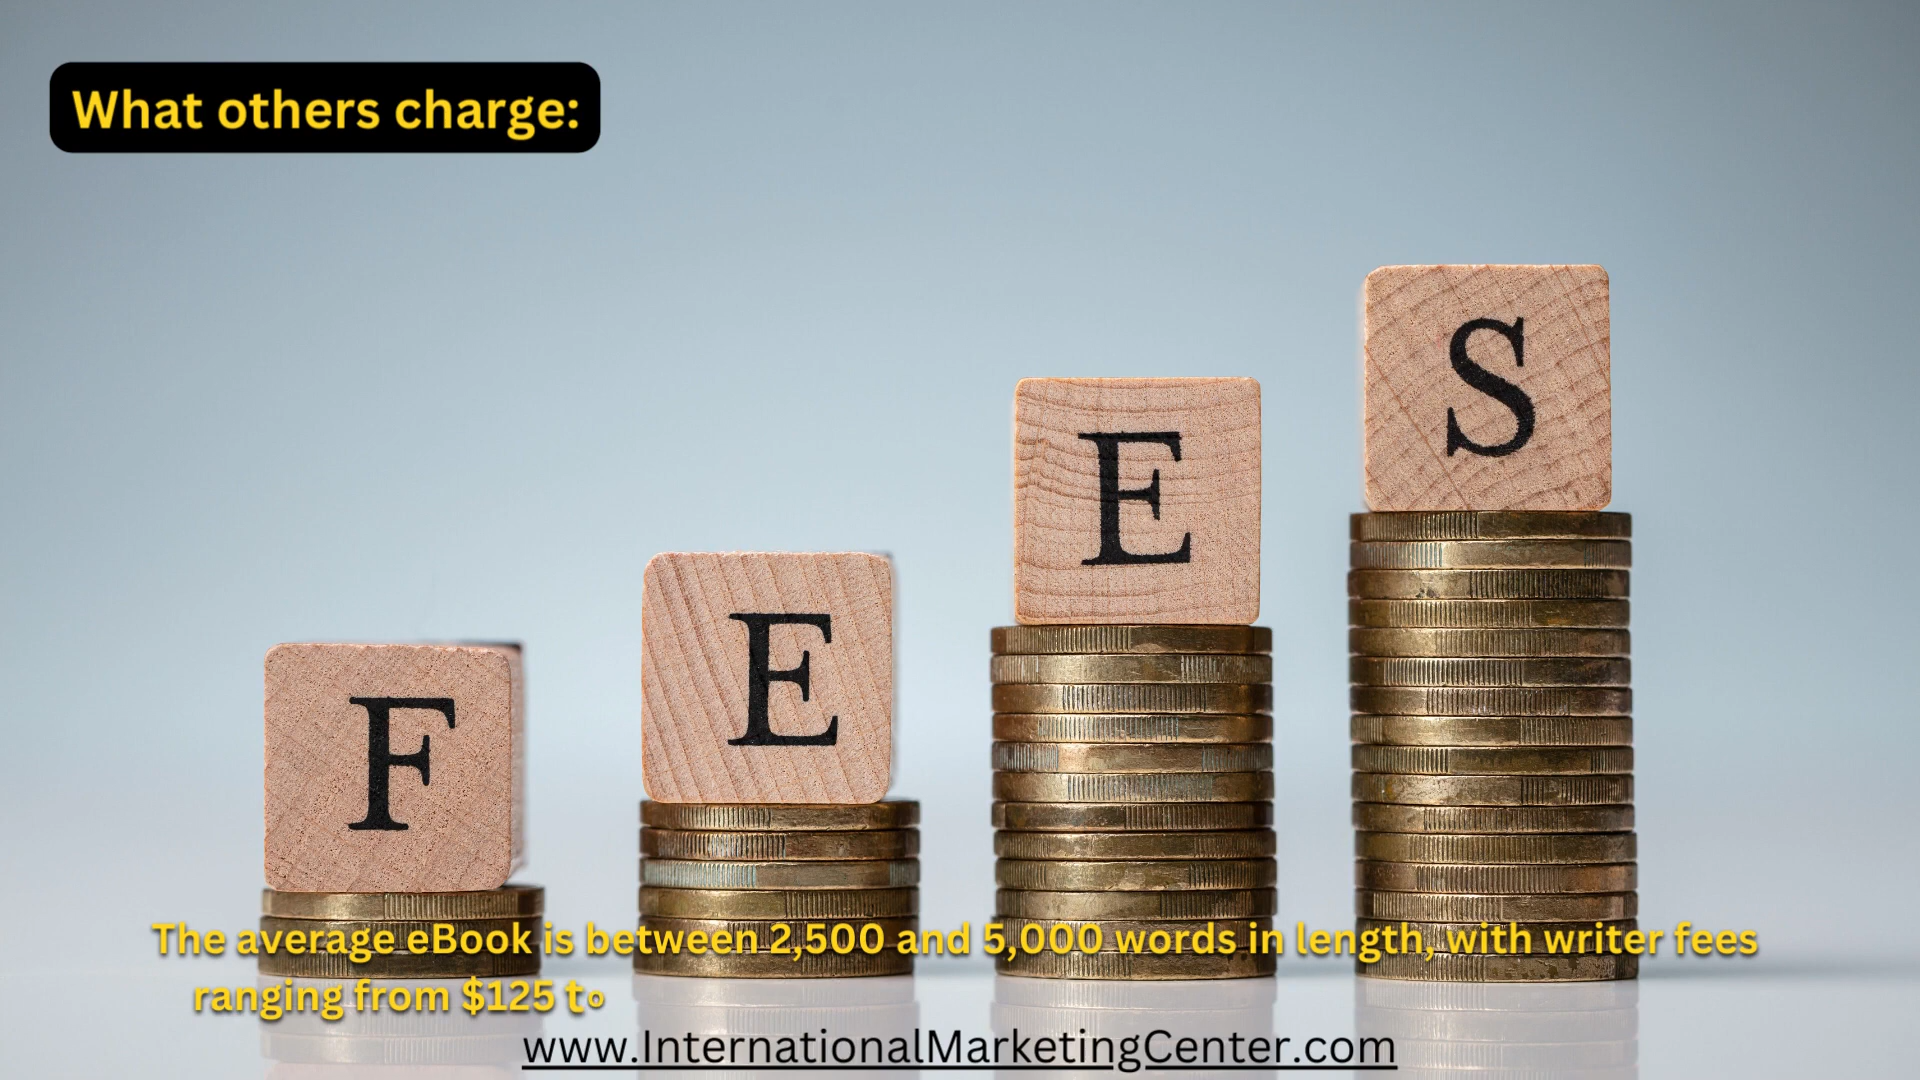 What others charge:
F E E S
The average eBook is between 2,500 and 5,000 words in length, with writer fees
ranging from $125 to
www.InternationalMarketingCenter.com